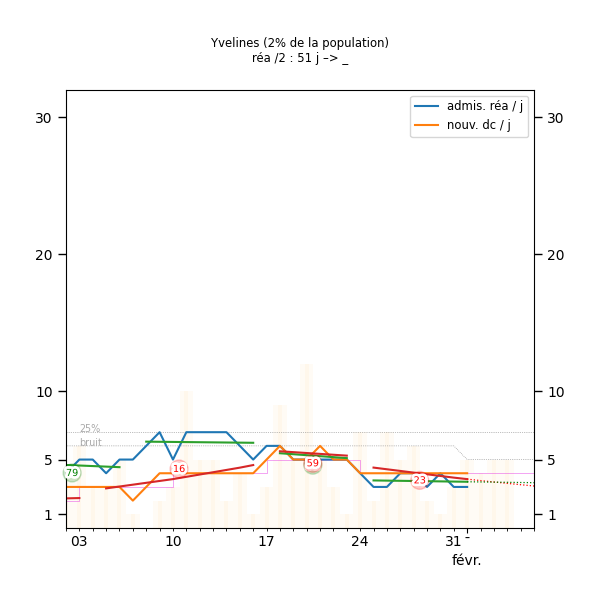 Yvelines (2% de la population)
réa /2 : 51 j –> _
admis. réa / j
nouv. dc / j
30 30
20 20
10 10
25%
bruit
5 5
79 16 59 23
1 1
03 10 17 24 31 -
févr.